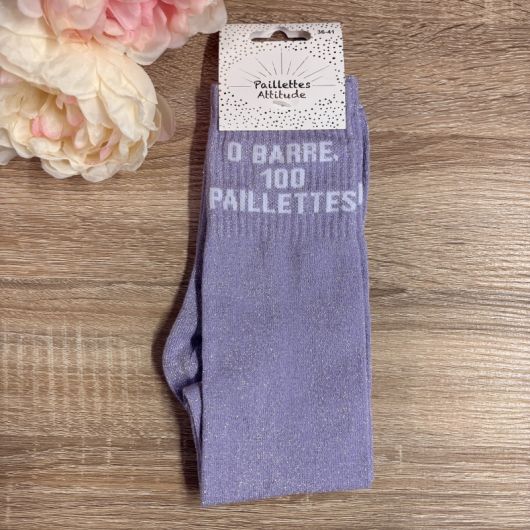 36-41
Paillettes
Attitude
0 BARRE,
100
PAILLETTES!